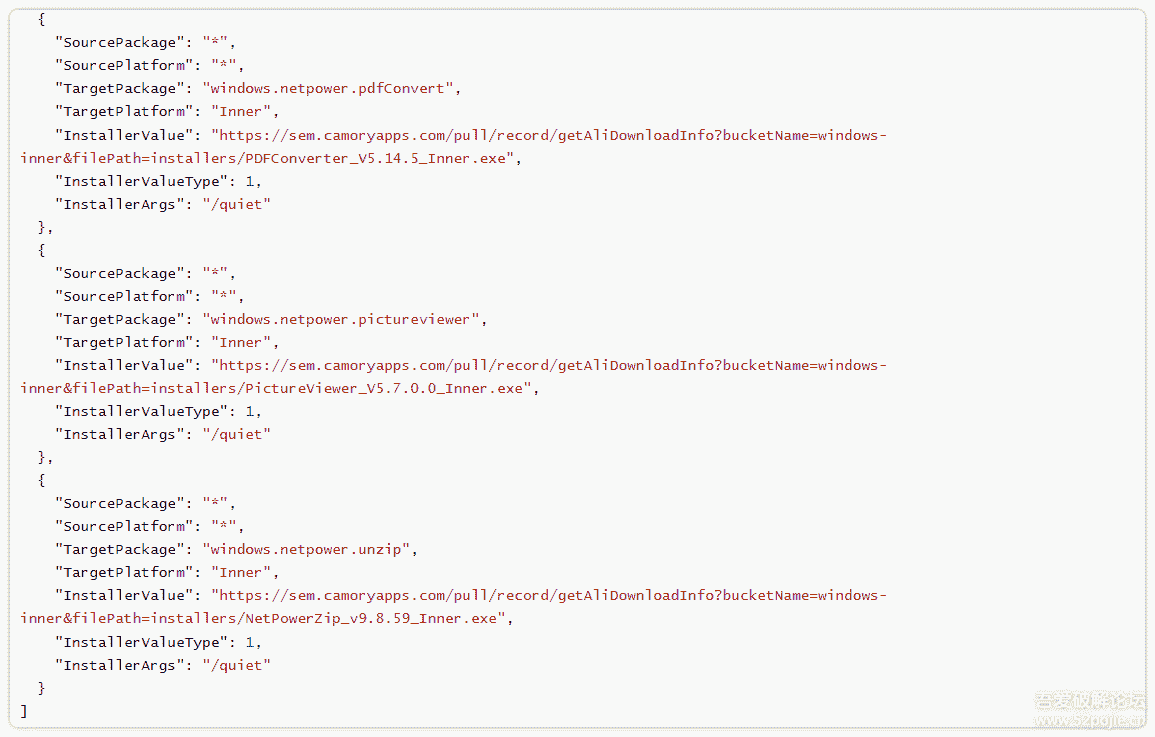 {
"SourcePackage": "*",
"SourcePlatform": "*",
"TargetPackage": "windows.netpower.pdfConvert",
"TargetPlatform": "Inner",
"InstallerValue": "https://sem.camoryapps.com/pull/record/getAliDownloadInfo?bucketName=windows-
inner&filePath=installers/PDFConverter_V5.14.5_Inner.exe",
"InstallerValueType": 1,
"InstallerArgs": "/quiet"
},
{
"SourcePackage": "*",
"SourcePlatform": "*",
"TargetPackage": "windows.netpower.pictureviewer",
"TargetPlatform": "Inner",
"InstallerValue": "https://sem.camoryapps.com/pull/record/getAliDownloadInfo?bucketName=windows-
inner&filePath=installers/PictureViewer_V5.7.0.0_Inner.exe",
"InstallerValueType": 1,
"InstallerArgs": "/quiet"
},
{
"SourcePackage": "*",
"SourcePlatform": "*",
"TargetPackage": "windows.netpower.unzip",
"TargetPlatform": "Inner",
"InstallerValue": "https://sem.camoryapps.com/pull/record/getAliDownloadInfo?bucketName=windows-
inner&filePath=installers/NetPowerZip_v9.8.59_Inner.exe",
"InstallerValueType": 1,
"InstallerArgs": "/quiet"
}
]
吾爱破解论坛
www.52pojie.cn